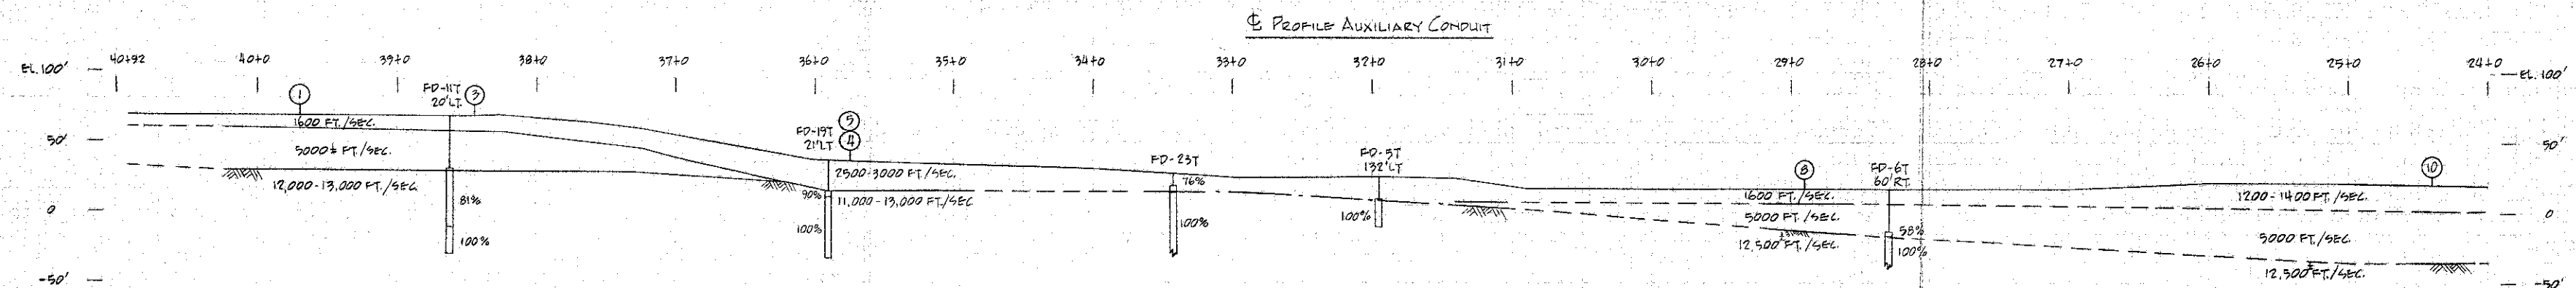 ℄ PROFILE AUXILIARY CONDUIT
40+92 40+0 39+0 38+0 37+0 36+0 35+0 34+0 33+0 32+0 31+0 30+0 29+0 28+0 27+0 26+0 25+0 24+0
EL. 100' EL. 100'
1 FD-11T 3
20' LT.
1600 FT./SEC.
5
50' FD-19T 4 50'
21' LT
5000± FT./SEC.
FD-23T FD-5T FD-6T
132' LT 8 60' RT. 10
12,000-13,000 FT./SEC. 2500-3000 FT./SEC. 76%
90% 11,000-13,000 FT/SEC 1600 FT./SEC. 1200-1400 FT./SEC.
0 81% 0
100% 100% 100% 5000 FT./SEC.
100% 58% 5000 FT./SEC.
12,500± FT./SEC. 100%
-50' 12,500± FT./SEC. -50'